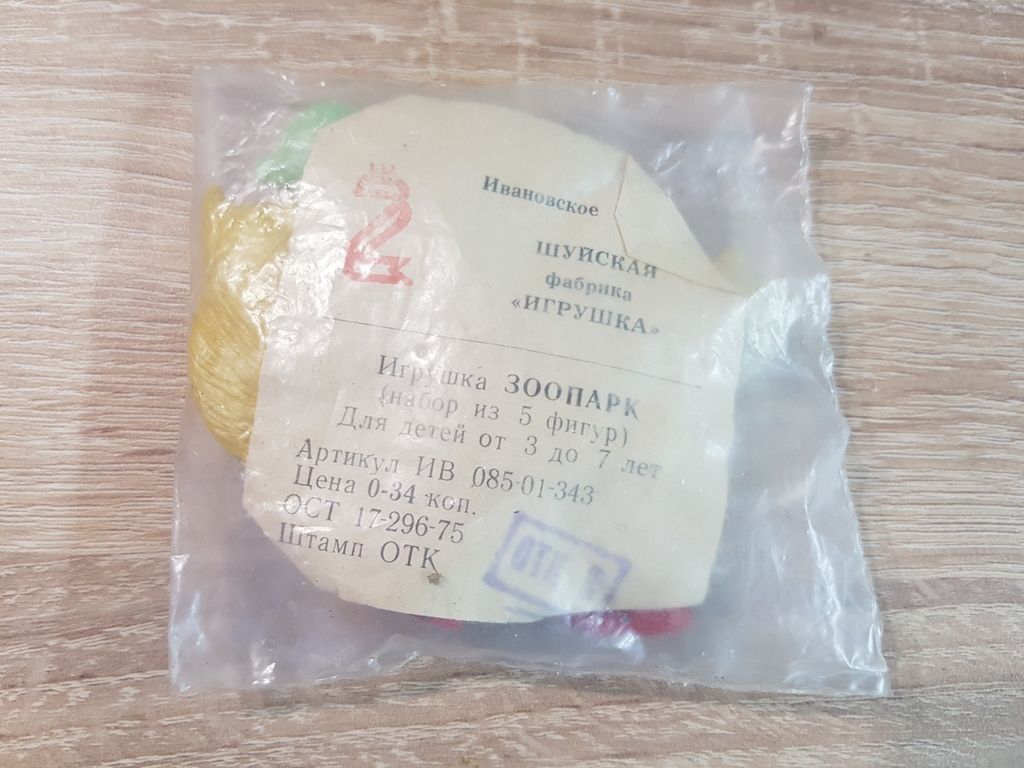 Ивановское
ШУЙСКАЯ
фабрика
«ИГРУШКА»
Игрушка ЗООПАРК
(набор из 5 фигур)
Для детей от 3 до 7 лет
Артикул ИВ 085-01-343
Цена 0-34 коп.
ОСТ 17-296-75
Штамп ОТК
ОТК